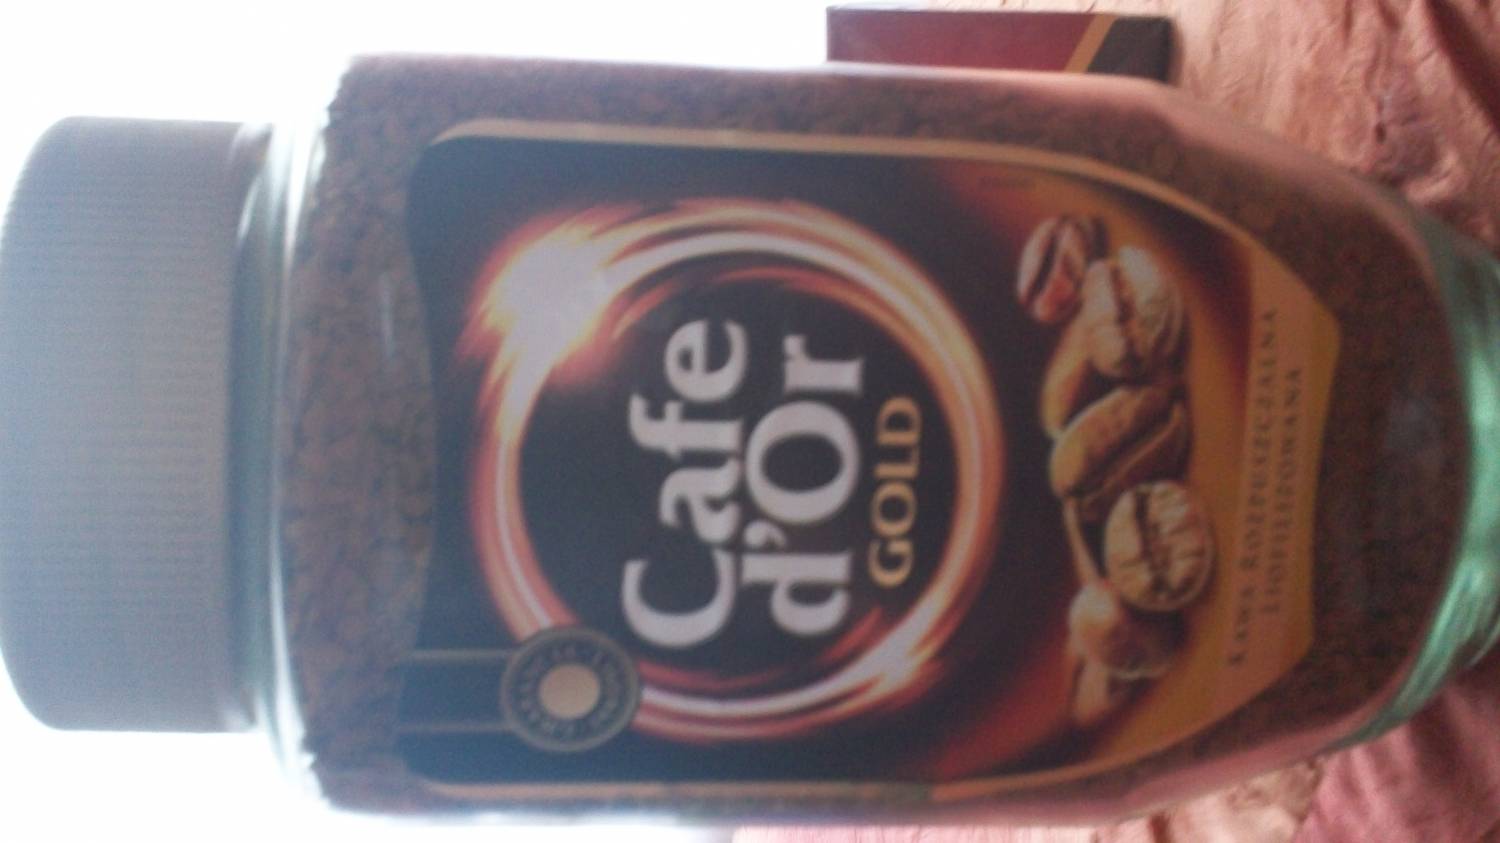 Cafe
d'Or
GOLD
KAWA ROZPUSZCZALNA
LIOFILIZOWANA